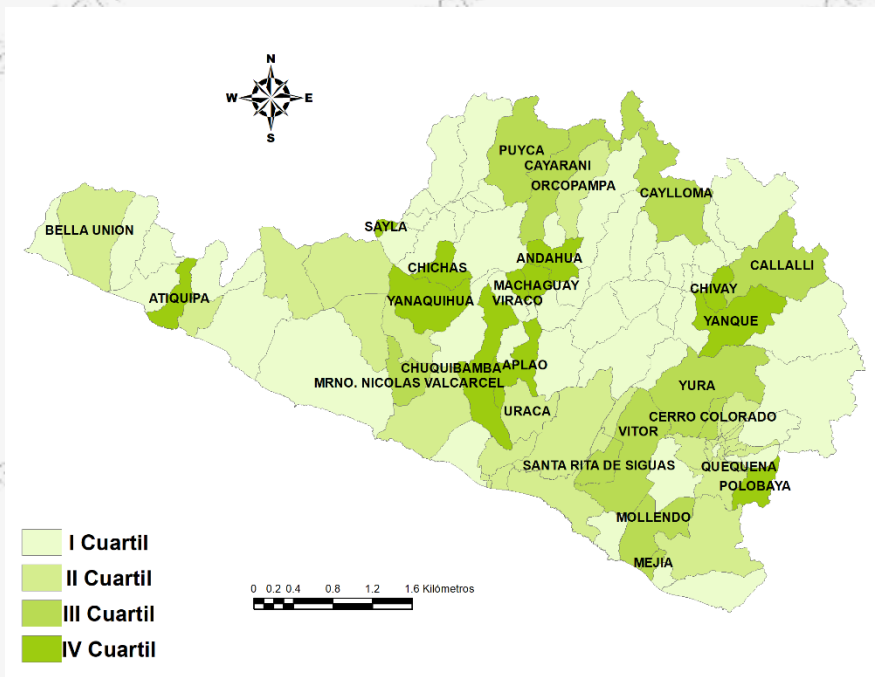 N
W E
S
PUYCA
CAYARANI
ORCOPAMPA
CAYLLOMA
BELLA UNION
SAYLA
ANDAHUA
CHICHAS
CALLALLI
MACHAGUAY
CHIVAY
ATIQUIPA
YANAQUIHUA
VIRACO
YANQUE
CHUQUIBAMBA
APLAO
MRNO. NICOLAS VALCARCEL
YURA
URACA
CERRO COLORADO
VITOR
SANTA RITA DE SIGUAS
QUEQUENA
POLOBAYA
MOLLENDO
MEJIA
I Cuartil
II Cuartil
III Cuartil
IV Cuartil
0 0.2 0.4 0.8 1.2 1.6 Kilómetros